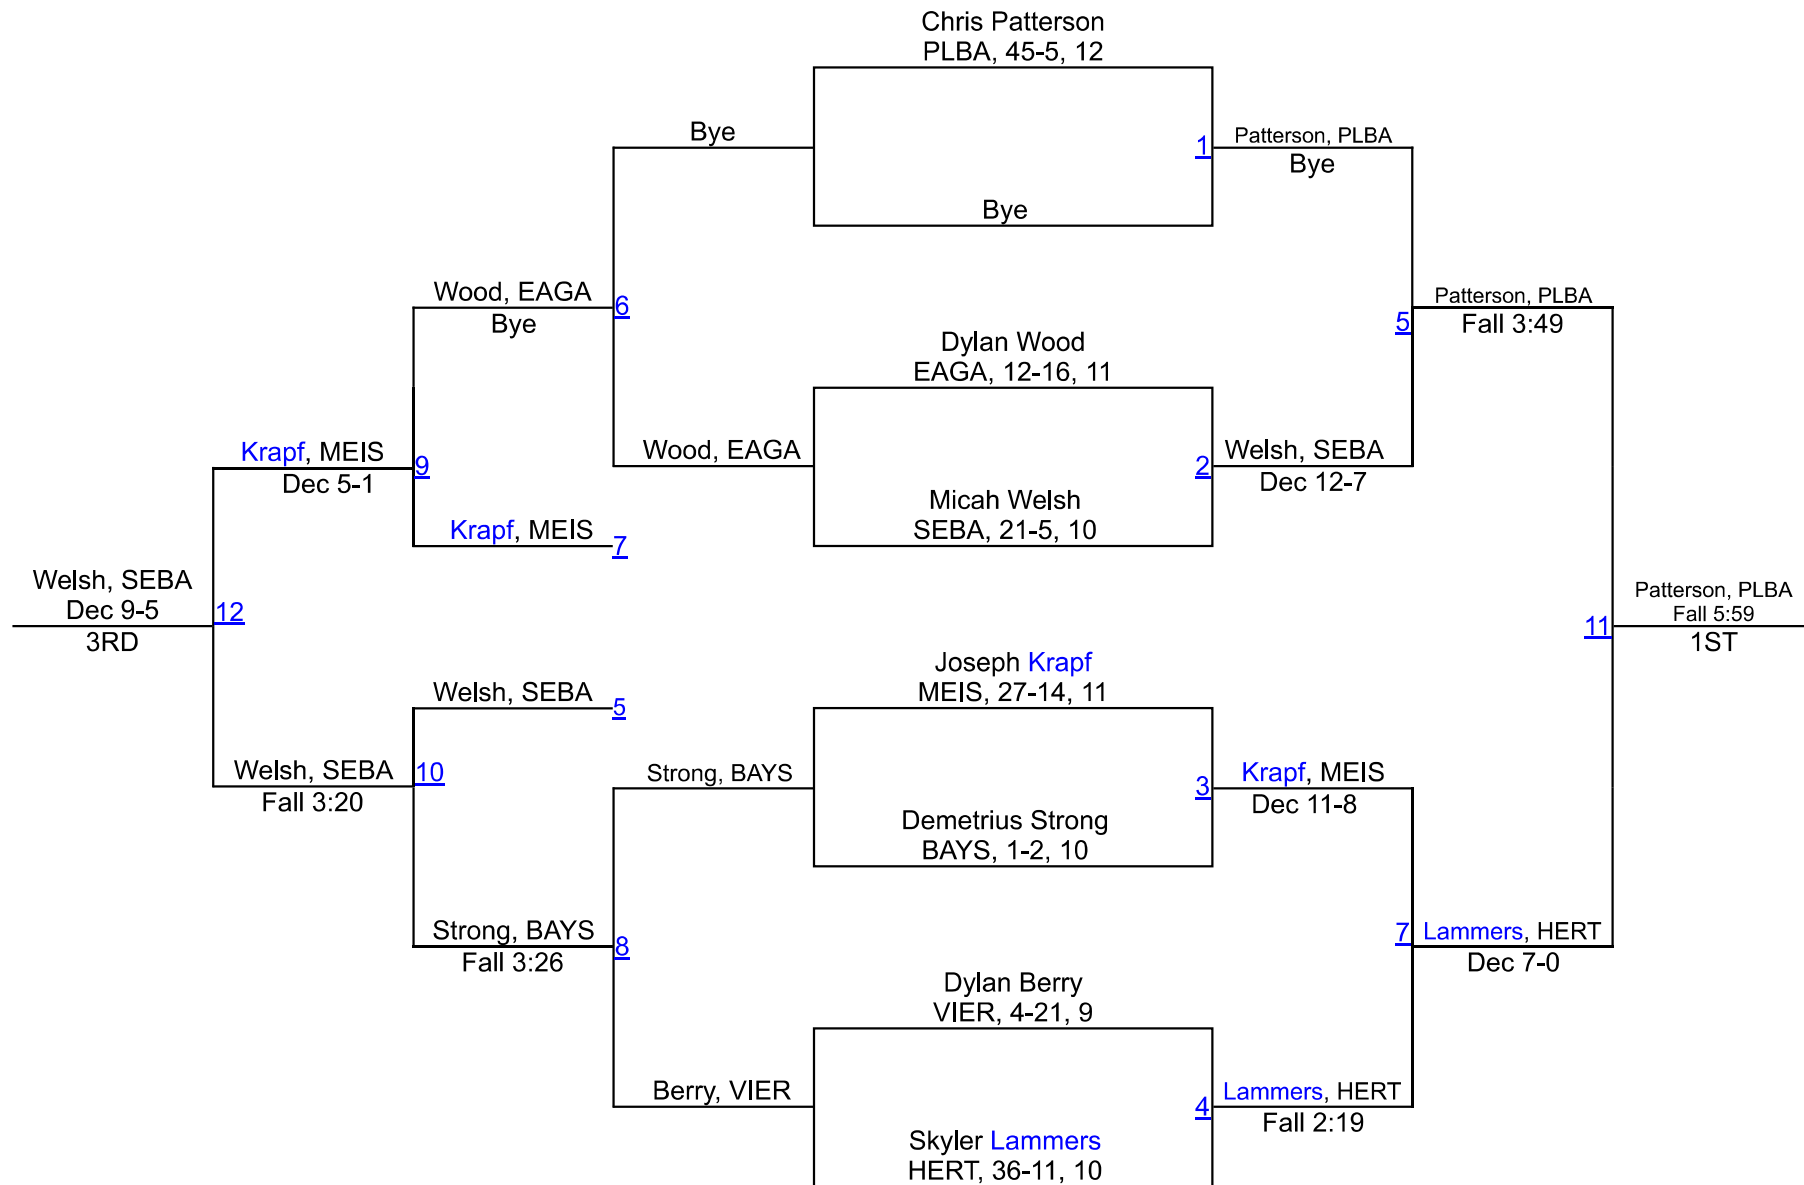 Chris Patterson
PLBA, 45-5, 12
Bye
1
Patterson, PLBA
Bye
Bye
Wood, EAGA
Bye
6
Patterson, PLBA
Fall 3:49
5
Dylan Wood
EAGA, 12-16, 11
Wood, EAGA
2
Welsh, SEBA
Dec 12-7
Krapf, MEIS
Dec 5-1
9
Micah Welsh
SEBA, 21-5, 10
Krapf, MEIS
7
Welsh, SEBA
Dec 9-5
3RD
12
Patterson, PLBA
Fall 5:59
1ST
11
Joseph Krapf
MEIS, 27-14, 11
Welsh, SEBA
5
Welsh, SEBA
Fall 3:20
10
Strong, BAYS
3
Krapf, MEIS
Dec 11-8
Demetrius Strong
BAYS, 1-2, 10
Strong, BAYS
Fall 3:26
8
7
Lammers, HERT
Dec 7-0
Dylan Berry
VIER, 4-21, 9
Berry, VIER
4
Lammers, HERT
Fall 2:19
Skyler Lammers
HERT, 36-11, 10